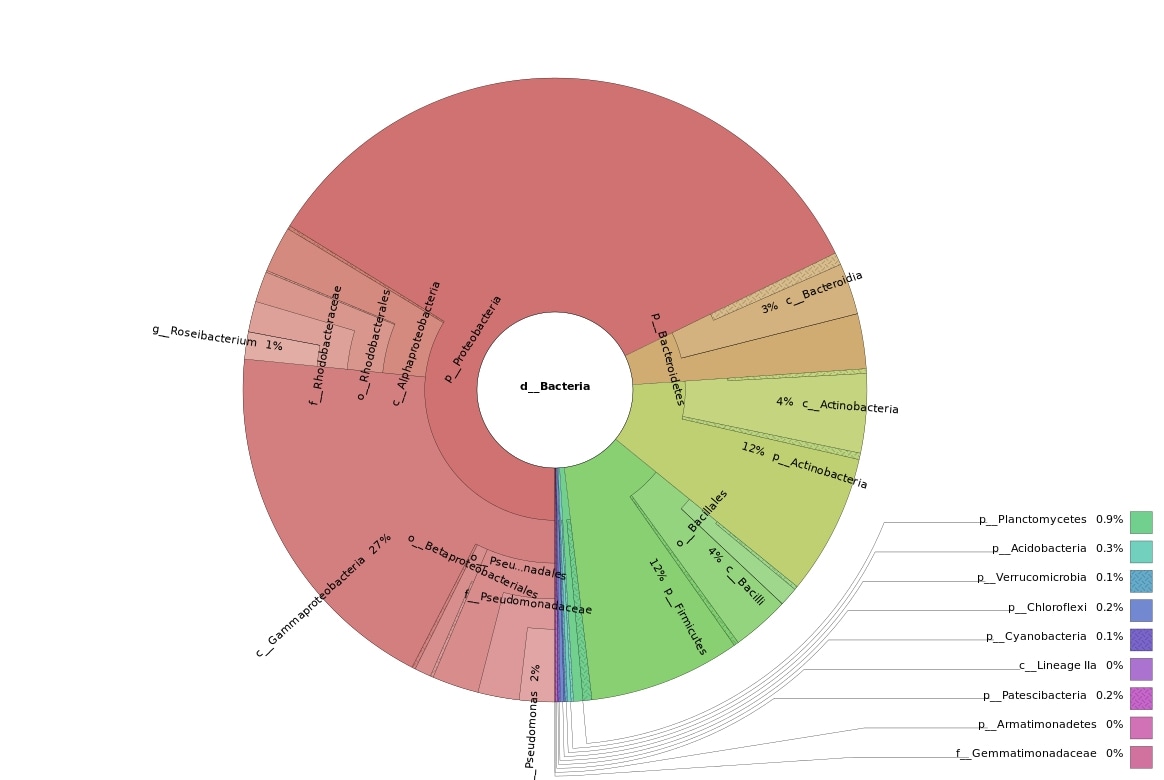 d__Bacteria
p__Proteobacteria
c__Alphaproteobacteria
o__Rhodobacterales
f__Rhodobacteraceae
g__Roseibacterium 1%
c__Gammaproteobacteria 27%
o__Betaproteobacteriales
o__Pseu...nadales
f__Pseudomonadaceae
__Pseudomonas 2%
p__Bacteroidetes
3% c__Bacteroidia
4% c__Actinobacteria
12% p__Actinobacteria
o__Bacillales
4% c__Bacilli
12% p__Firmicutes
p__Planctomycetes 0.9%
p__Acidobacteria 0.3%
p__Verrucomicrobia 0.1%
p__Chloroflexi 0.2%
p__Cyanobacteria 0.1%
c__Lineage IIa 0%
p__Patescibacteria 0.2%
p__Armatimonadetes 0%
f__Gemmatimonadaceae 0%